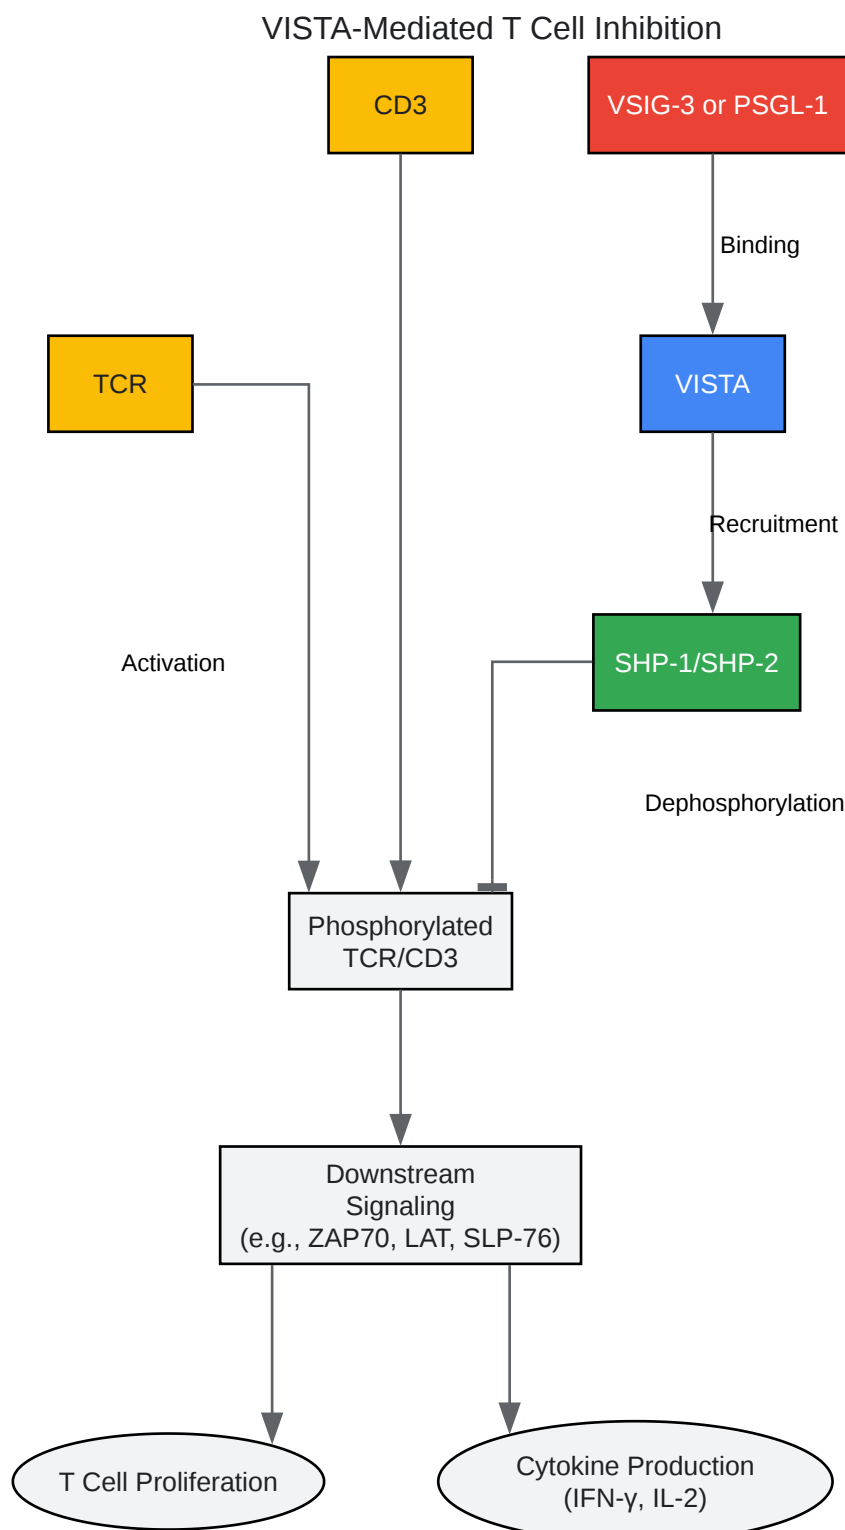 VISTA-Mediated T Cell Inhibition
CD3
VSIG-3 or PSGL-1
Binding
TCR
VISTA
Recruitment
Activation
SHP-1/SHP-2
Dephosphorylation
Phosphorylated
TCR/CD3
Downstream
Signaling
(e.g., ZAP70, LAT, SLP-76)
T Cell Proliferation
Cytokine Production
(IFN-γ, IL-2)